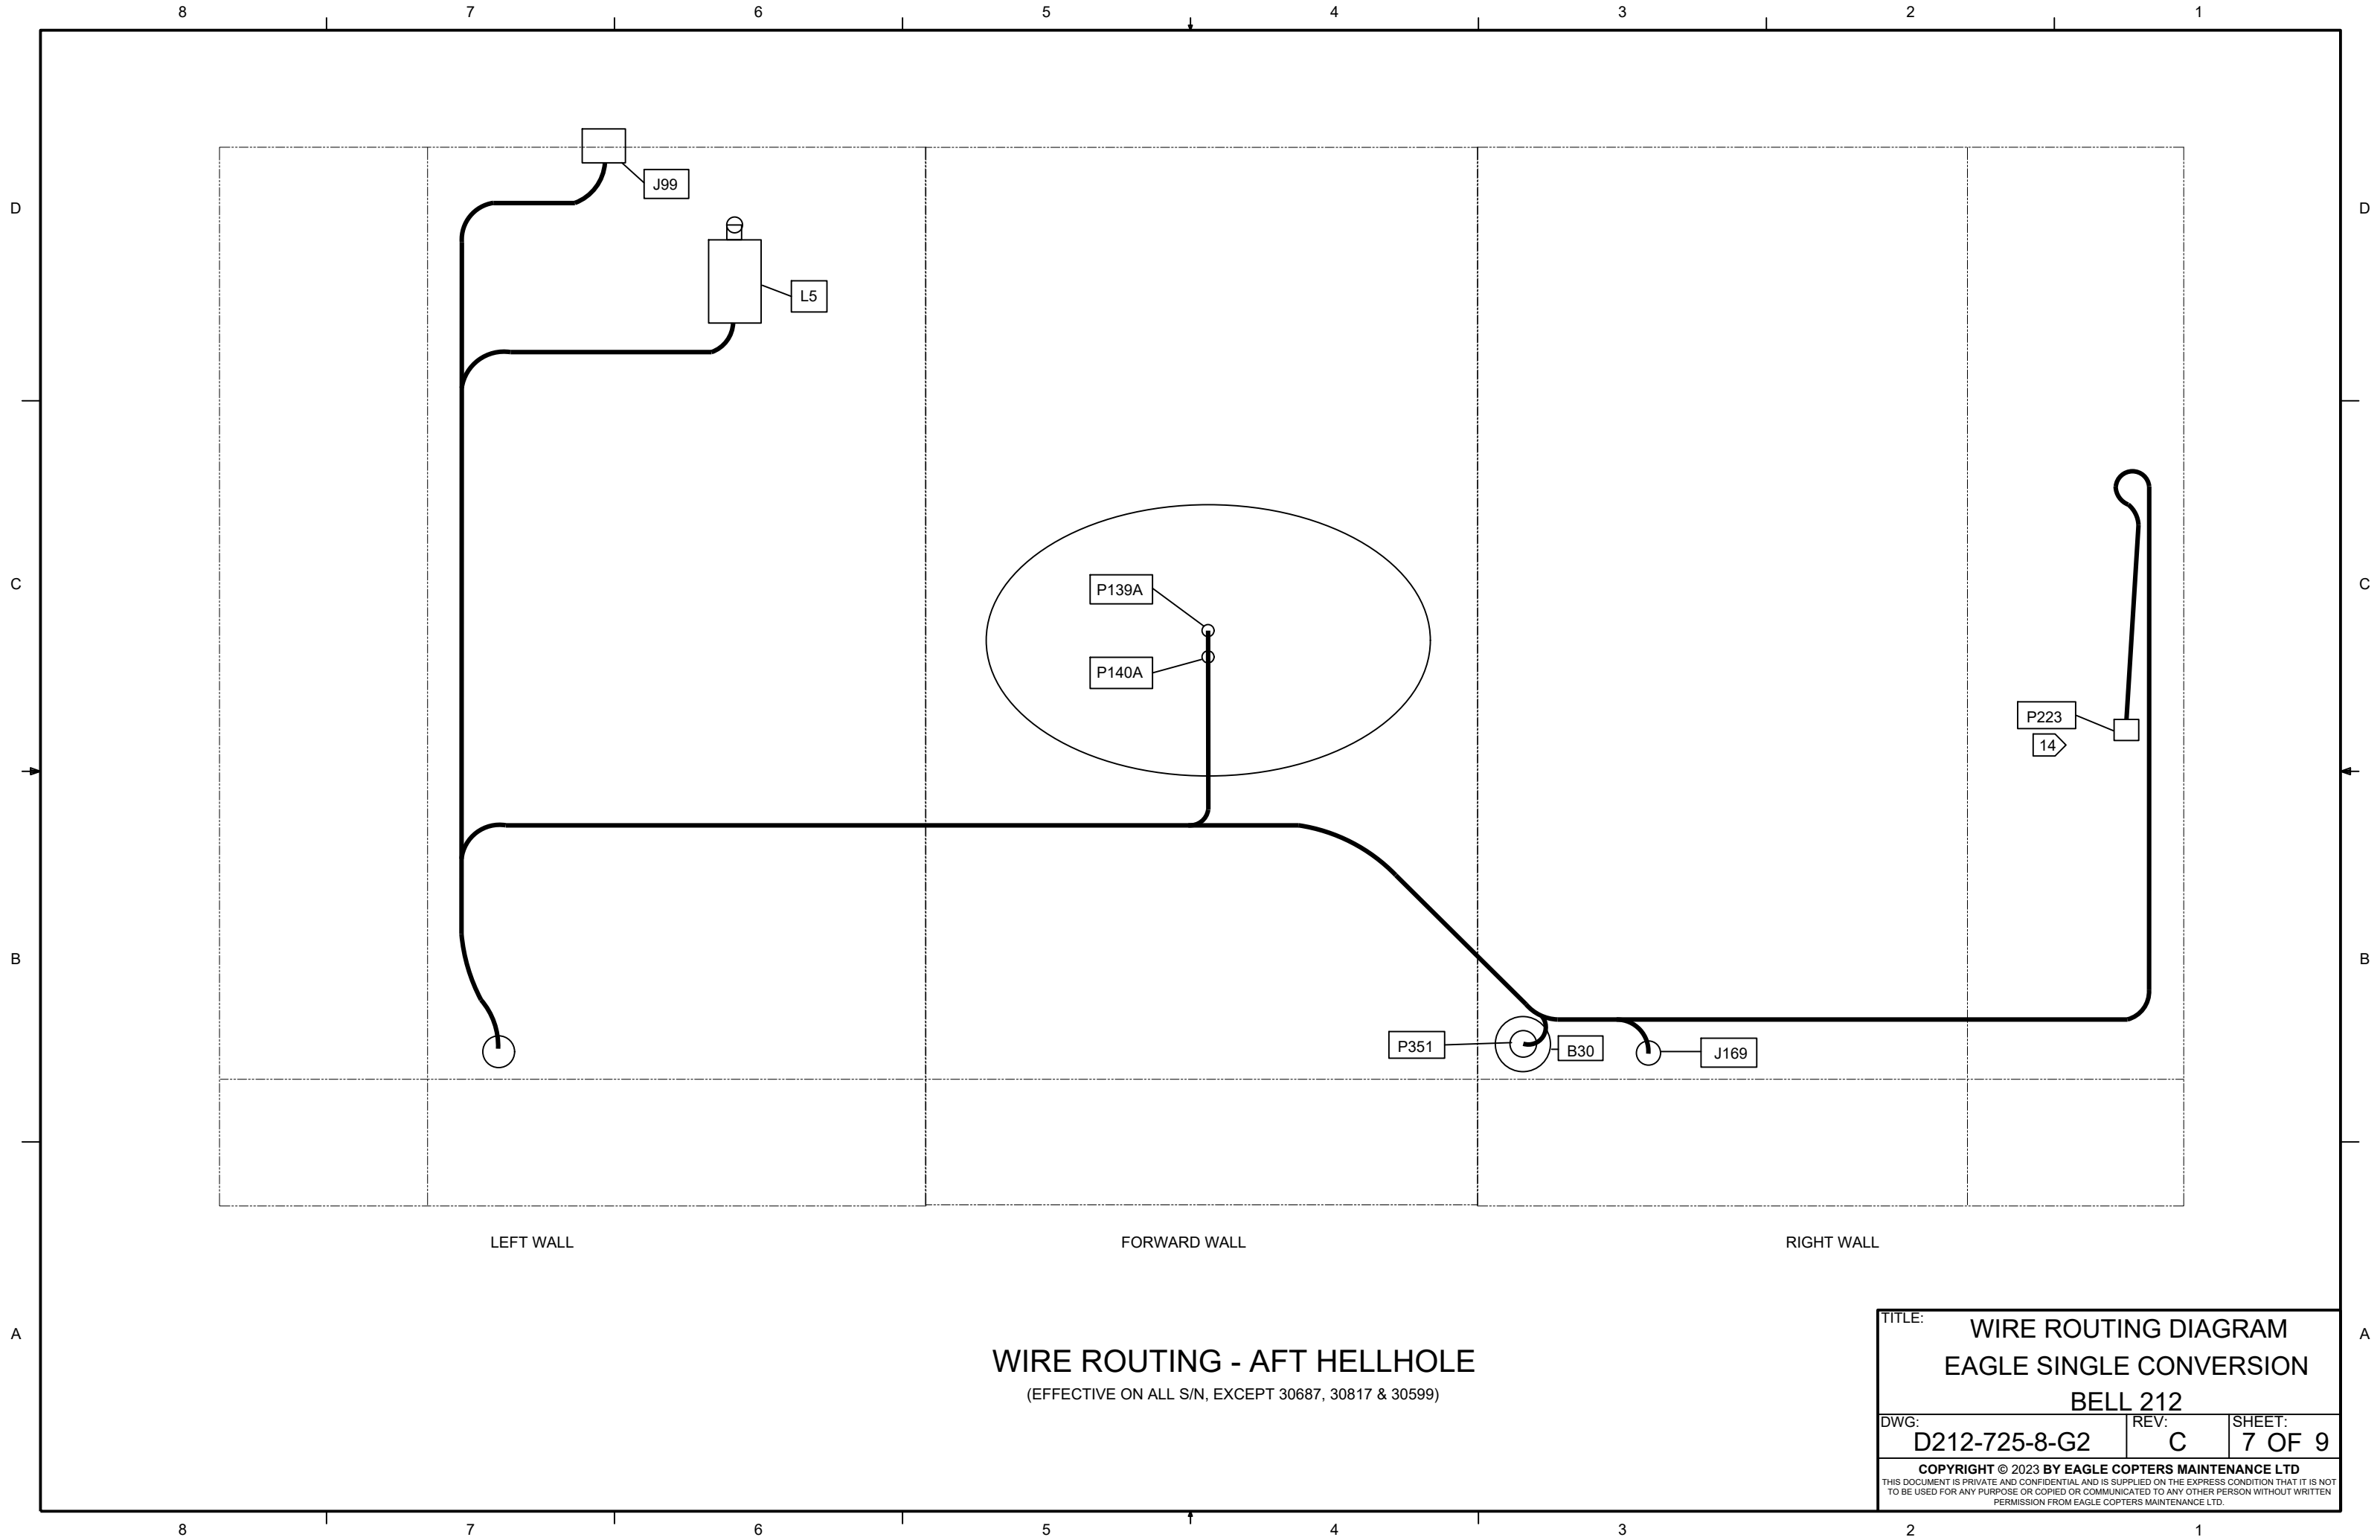 8 7 6 5 4 3 2 1
J99
D D
L5
C C
P139A
P140A
P223
14
B B
P351 B30 J169
LEFT WALL FORWARD WALL RIGHT WALL
A A
WIRE ROUTING - AFT HELLHOLE
(EFFECTIVE ON ALL S/N, EXCEPT 30687, 30817 & 30599)
TITLE:
WIRE ROUTING DIAGRAM
EAGLE SINGLE CONVERSION
BELL 212
DWG: REV: SHEET:
D212-725-8-G2 C 7 OF 9
COPYRIGHT © 2023 BY EAGLE COPTERS MAINTENANCE LTD
THIS DOCUMENT IS PRIVATE AND CONFIDENTIAL AND IS SUPPLIED ON THE EXPRESS CONDITION THAT IT IS NOT
TO BE USED FOR ANY PURPOSE OR COPIED OR COMMUNICATED TO ANY OTHER PERSON WITHOUT WRITTEN
PERMISSION FROM EAGLE COPTERS MAINTENANCE LTD.
8 7 6 5 4 3 2 1